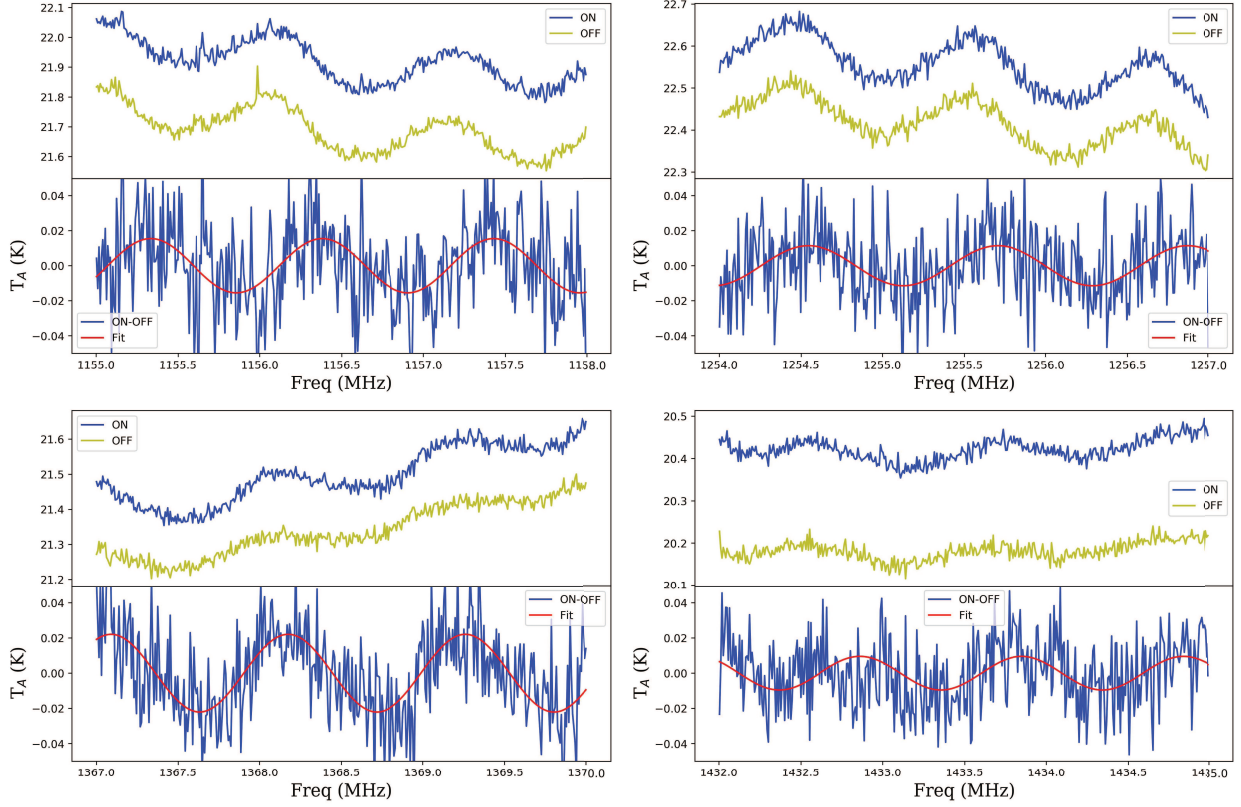 22.1
22.0
21.9
21.8
21.7
21.6
ON
OFF
0.04
0.02
0.00
−0.02
−0.04
T_A (K)
ON-OFF
Fit
1155.0 1155.5 1156.0 1156.5 1157.0 1157.5 1158.0
Freq (MHz)
22.7
22.6
22.5
22.4
22.3
ON
OFF
0.04
0.02
0.00
−0.02
−0.04
T_A (K)
ON-OFF
Fit
1254.0 1254.5 1255.0 1255.5 1256.0 1256.5 1257.0
Freq (MHz)
21.6
21.5
21.4
21.3
21.2
ON
OFF
0.04
0.02
0.00
−0.02
−0.04
T_A (K)
ON-OFF
Fit
1367.0 1367.5 1368.0 1368.5 1369.0 1369.5 1370.0
Freq (MHz)
20.5
20.4
20.3
20.2
20.1
ON
OFF
0.04
0.02
0.00
−0.02
−0.04
T_A (K)
ON-OFF
Fit
1432.0 1432.5 1433.0 1433.5 1434.0 1434.5 1435.0
Freq (MHz)